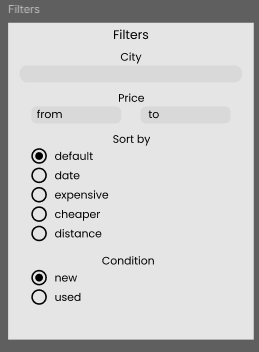 Filters
Filters
City
Price
from to
Sort by
default
date
expensive
cheaper
distance
Condition
new
used